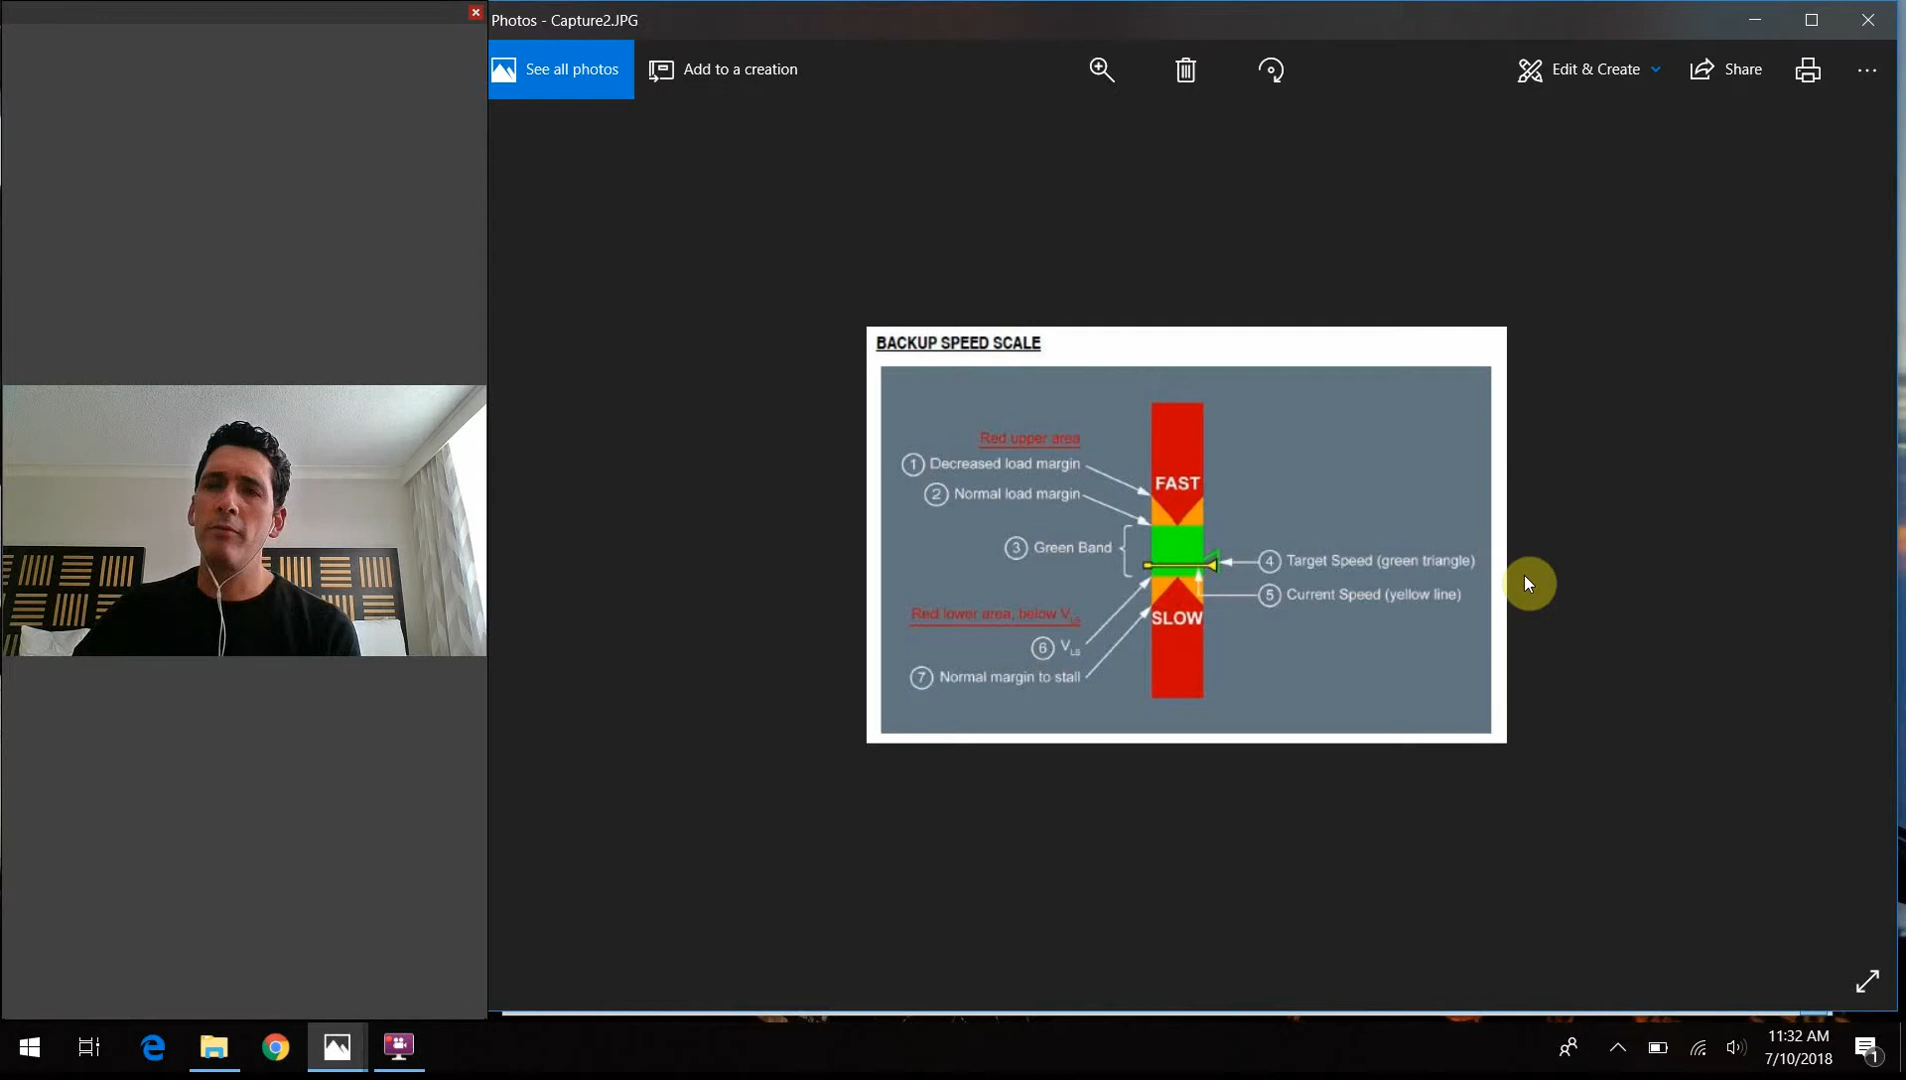 Photos - Capture2.JPG
See all photos
Add to a creation
Edit & Create
Share
BACKUP SPEED SCALE
Red upper area
1 Decreased load margin
2 Normal load margin
3 Green Band
FAST
4 Target Speed (green triangle)
5 Current Speed (yellow line)
Red lower area, below VLS
SLOW
6 VLS
7 Normal margin to stall
11:32 AM
7/10/2018
1